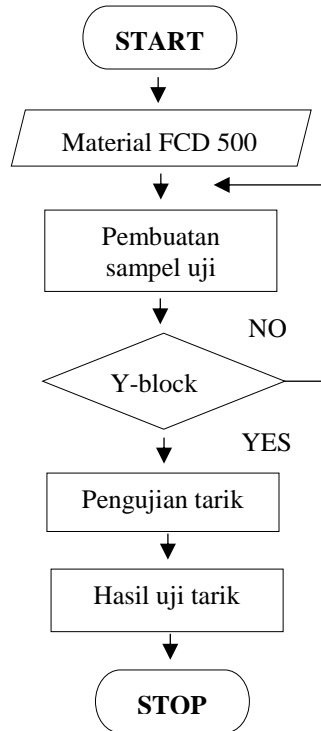 START
Material FCD 500
Pembuatan
sampel uji
NO
Y-block
YES
Pengujian tarik
Hasil uji tarik
STOP